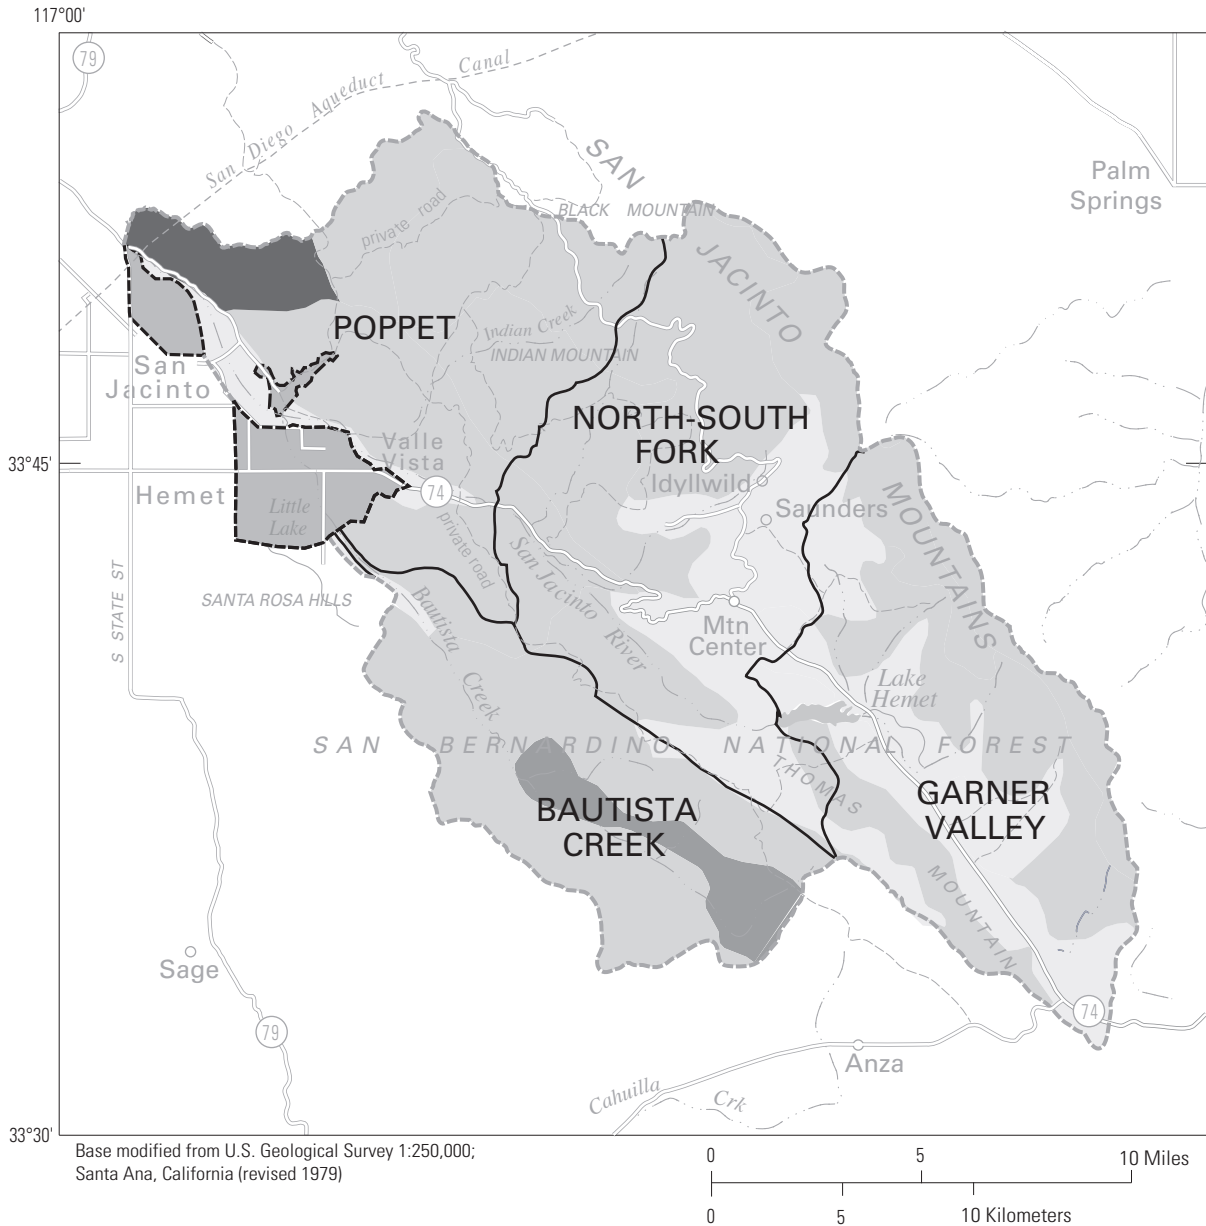 117°00'
79
San Diego Aqueduct Canal
SAN
Palm
Springs
BLACK MOUNTAIN
private road
JACINTO
POPPET
Indian Creek
INDIAN MOUNTAIN
San
Jacinto
NORTH-SOUTH
FORK
Valle
Vista
33°45'
Idyllwild
Hemet
74
Little
Lake
Saunders
MOUNTAINS
private road
San Jacinto River
S STATE ST
SANTA ROSA HILLS
Bautista Creek
Mtn
Center
Lake
Hemet
SAN BERNARDINO NATIONAL FOREST
THOMAS MOUNTAIN
BAUTISTA
CREEK
GARNER
VALLEY
Sage
79
74
Anza
Cahuilla Crk
33°30'
Base modified from U.S. Geological Survey 1:250,000;
Santa Ana, California (revised 1979)
0 5 10 Miles
0 5 10 Kilometers